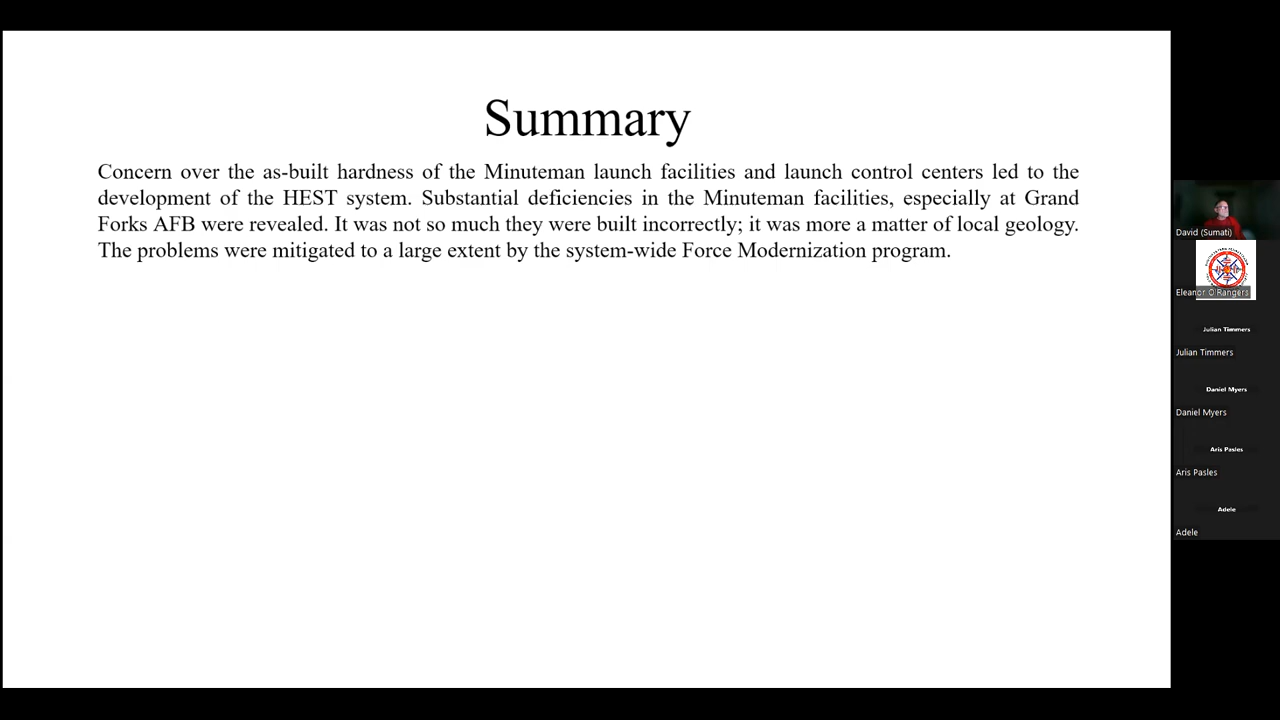 Summary
Concern over the as-built hardness of the Minuteman launch facilities and launch control centers led to the
development of the HEST system. Substantial deficiencies in the Minuteman facilities, especially at Grand
Forks AFB were revealed. It was not so much they were built incorrectly; it was more a matter of local geology.
The problems were mitigated to a large extent by the system-wide Force Modernization program.
David (Sumati)
Eleanor O'Rangers
Julian Timmers
Julian Timmers
Daniel Myers
Daniel Myers
Aris Pasles
Aris Pasles
Adele
Adele